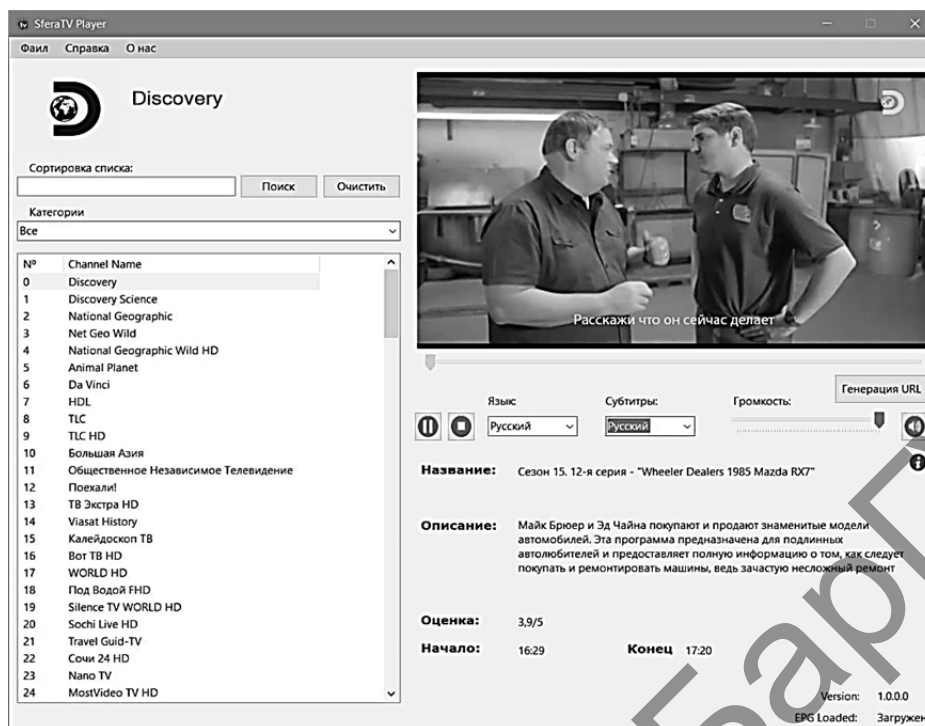 SferaTV Player
Фаил Справка О нас
Discovery
Сортировка списка:
Поиск Очистить
Категории
Все
Nº Channel Name
0 Discovery
1 Discovery Science
2 National Geographic
3 Net Geo Wild
4 National Geographic Wild HD
5 Animal Planet
6 Da Vinci
7 HDL
8 TLC
9 TLC HD
10 Большая Азия
11 Общественное Независимое Телевидение
12 Поехали!
13 ТВ Экстра HD
14 Viasat History
15 Калейдоскоп ТВ
16 Вот ТВ HD
17 WORLD HD
18 Под Водой FHD
19 Silence TV WORLD HD
20 Sochi Live HD
21 Travel Guid-TV
22 Сочи 24 HD
23 Nano TV
24 MostVideo TV HD
Расскажи что он сейчас делает
Генерация URL
Язык: Субтитры: Громкость:
Русский Русский
Название: Сезон 15. 12-я серия - "Wheeler Dealers 1985 Mazda RX7"
Описание: Майк Брюер и Эд Чайна покупают и продают знаменитые модели
автомобилей. Эта программа предназначена для подлинных
автолюбителей и предоставляет полную информацию о том, как следует
покупать и ремонтировать машины, ведь зачастую несложный ремонт
Оценка: 3,9/5
Начало: 16:29 Конец 17:20
Version: 1.0.0.0
EPG Loaded: Загружен
БарГ